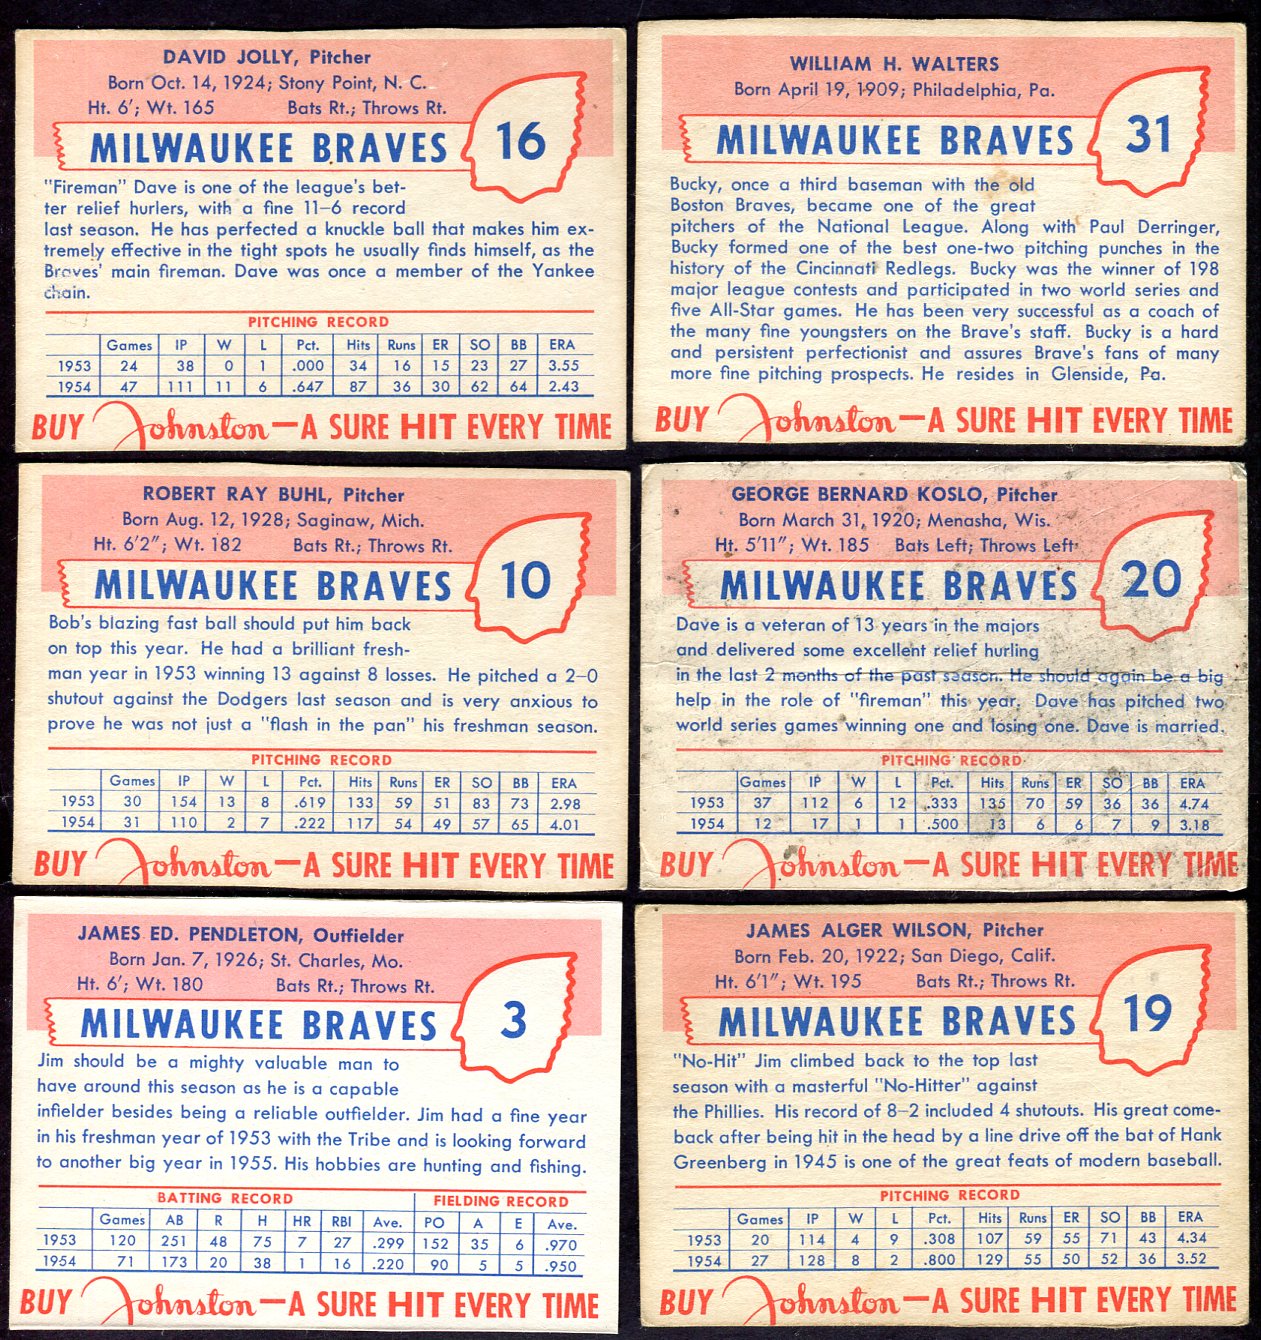 DAVID JOLLY, Pitcher
Born Oct. 14, 1924; Stony Point, N. C.
Ht. 6'; Wt. 165 Bats Rt.; Throws Rt.
MILWAUKEE BRAVES 16
"Fireman" Dave is one of the league's bet-
ter relief hurlers, with a fine 11-6 record
last season. He has perfected a knuckle ball that makes him ex-
tremely effective in the tight spots he usually finds himself, as the
Braves' main fireman. Dave was once a member of the Yankee
chain.
PITCHING RECORD
Games IP W L Pct. Hits Runs ER SO BB ERA
1953 24 38 0 1 .000 34 16 15 23 27 3.55
1954 47 111 11 6 .647 87 36 30 62 64 2.43
BUY Johnston—A SURE HIT EVERY TIME
WILLIAM H. WALTERS
Born April 19, 1909; Philadelphia, Pa.
MILWAUKEE BRAVES 31
Bucky, once a third baseman with the old
Boston Braves, became one of the great
pitchers of the National League. Along with Paul Derringer,
Bucky formed one of the best one-two pitching punches in the
history of the Cincinnati Redlegs. Bucky was the winner of 198
major league contests and participated in two world series and
five All-Star games. He has been very successful as a coach of
the many fine youngsters on the Brave's staff. Bucky is a hard
and persistent perfectionist and assures Brave's fans of many
more fine pitching prospects. He resides in Glenside, Pa.
BUY Johnston—A SURE HIT EVERY TIME
ROBERT RAY BUHL, Pitcher
Born Aug. 12, 1928; Saginaw, Mich.
Ht. 6'2"; Wt. 182 Bats Rt.; Throws Rt.
MILWAUKEE BRAVES 10
Bob's blazing fast ball should put him back
on top this year. He had a brilliant fresh-
man year in 1953 winning 13 against 8 losses. He pitched a 2-0
shutout against the Dodgers last season and is very anxious to
prove he was not just a "flash in the pan" his freshman season.
PITCHING RECORD
Games IP W L Pct. Hits Runs ER SO BB ERA
1953 30 154 13 8 .619 133 59 51 83 73 2.98
1954 31 110 2 7 .222 117 54 49 57 65 4.01
BUY Johnston—A SURE HIT EVERY TIME
GEORGE BERNARD KOSLO, Pitcher
Born March 31, 1920; Menasha, Wis.
Ht. 5'11"; Wt. 185 Bats Left; Throws Left
MILWAUKEE BRAVES 20
Dave is a veteran of 13 years in the majors
and delivered some excellent relief hurling
in the last 2 months of the past season. He should again be a big
help in the role of "fireman" this year. Dave has pitched two
world series games winning one and losing one. Dave is married.
PITCHING RECORD
Games IP W L Pct. Hits Runs ER SO BB ERA
1953 37 112 6 12 .333 135 70 59 36 36 4.74
1954 12 17 1 1 .500 13 6 6 7 9 3.18
BUY Johnston—A SURE HIT EVERY TIME
JAMES ED. PENDLETON, Outfielder
Born Jan. 7, 1926; St. Charles, Mo.
Ht. 6'; Wt. 180 Bats Rt.; Throws Rt.
MILWAUKEE BRAVES 3
Jim should be a mighty valuable man to
have around this season as he is a capable
infielder besides being a reliable outfielder. Jim had a fine year
in his freshman year of 1953 with the Tribe and is looking forward
to another big year in 1955. His hobbies are hunting and fishing.
BATTING RECORD FIELDING RECORD
Games AB R H HR RBI Ave. PO A E Ave.
1953 120 251 48 75 7 27 .299 152 35 6 .970
1954 71 173 20 38 1 16 .220 90 5 5 .950
BUY Johnston—A SURE HIT EVERY TIME
JAMES ALGER WILSON, Pitcher
Born Feb. 20, 1922; San Diego, Calif.
Ht. 6'1"; Wt. 195 Bats Rt.; Throws Rt.
MILWAUKEE BRAVES 19
"No-Hit" Jim climbed back to the top last
season with a masterful "No-Hitter" against
the Phillies. His record of 8-2 included 4 shutouts. His great come-
back after being hit in the head by a line drive off the bat of Hank
Greenberg in 1945 is one of the great feats of modern baseball.
PITCHING RECORD
Games IP W L Pct. Hits Runs ER SO BB ERA
1953 20 114 4 9 .308 107 59 55 71 43 4.34
1954 27 128 8 2 .800 129 55 50 52 36 3.52
BUY Johnston—A SURE HIT EVERY TIME